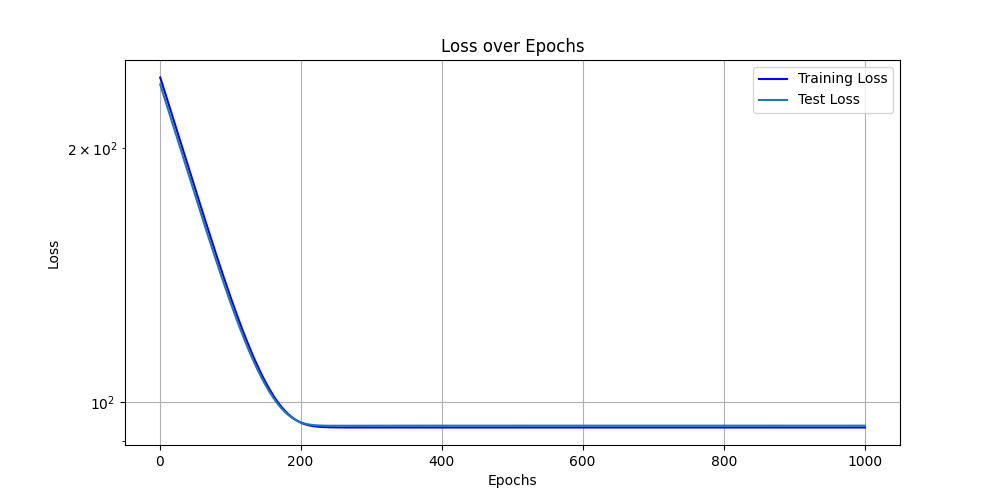 Loss over Epochs
Training Loss
Test Loss
2 × 10²
10²
Loss
0 200 400 600 800 1000
Epochs